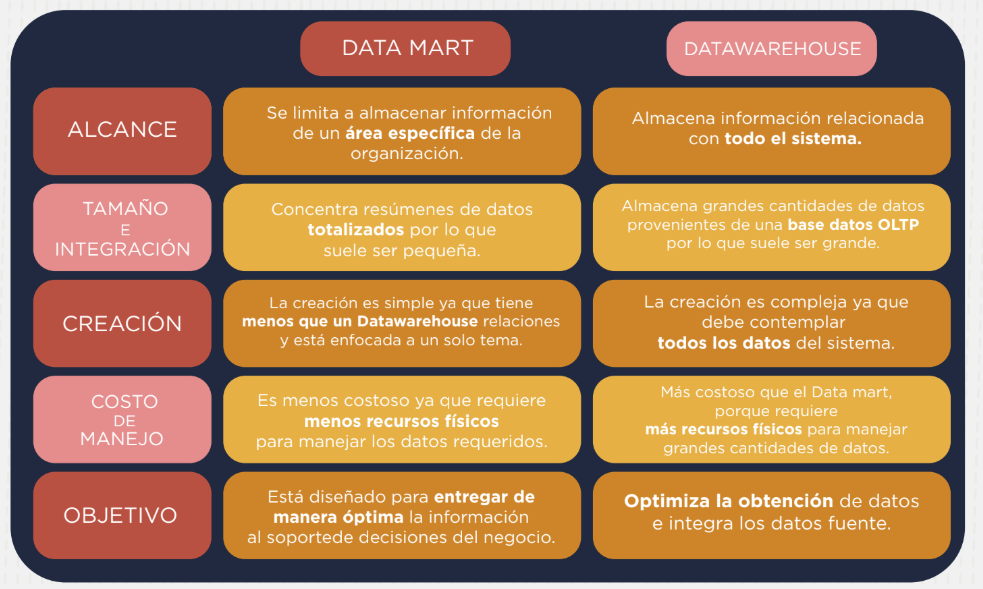 DATA MART
DATAWAREHOUSE
ALCANCE
Se limita a almacenar información
de un área específica de la
organización.
Almacena información relacionada
con todo el sistema.
TAMAÑO
E
INTEGRACIÓN
Concentra resúmenes de datos
totalizados por lo que
suele ser pequeña.
Almacena grandes cantidades de datos
provenientes de una base datos OLTP
por lo que suele ser grande.
CREACIÓN
La creación es simple ya que tiene
menos que un Datawarehouse relaciones
y está enfocada a un solo tema.
La creación es compleja ya que
debe contemplar
todos los datos del sistema.
COSTO
DE
MANEJO
Es menos costoso ya que requiere
menos recursos físicos
para manejar los datos requeridos.
Más costoso que el Data mart,
porque requiere
más recursos físicos para manejar
grandes cantidades de datos.
OBJETIVO
Está diseñado para entregar de
manera óptima la información
al soportede decisiones del negocio.
Optimiza la obtención de datos
e integra los datos fuente.